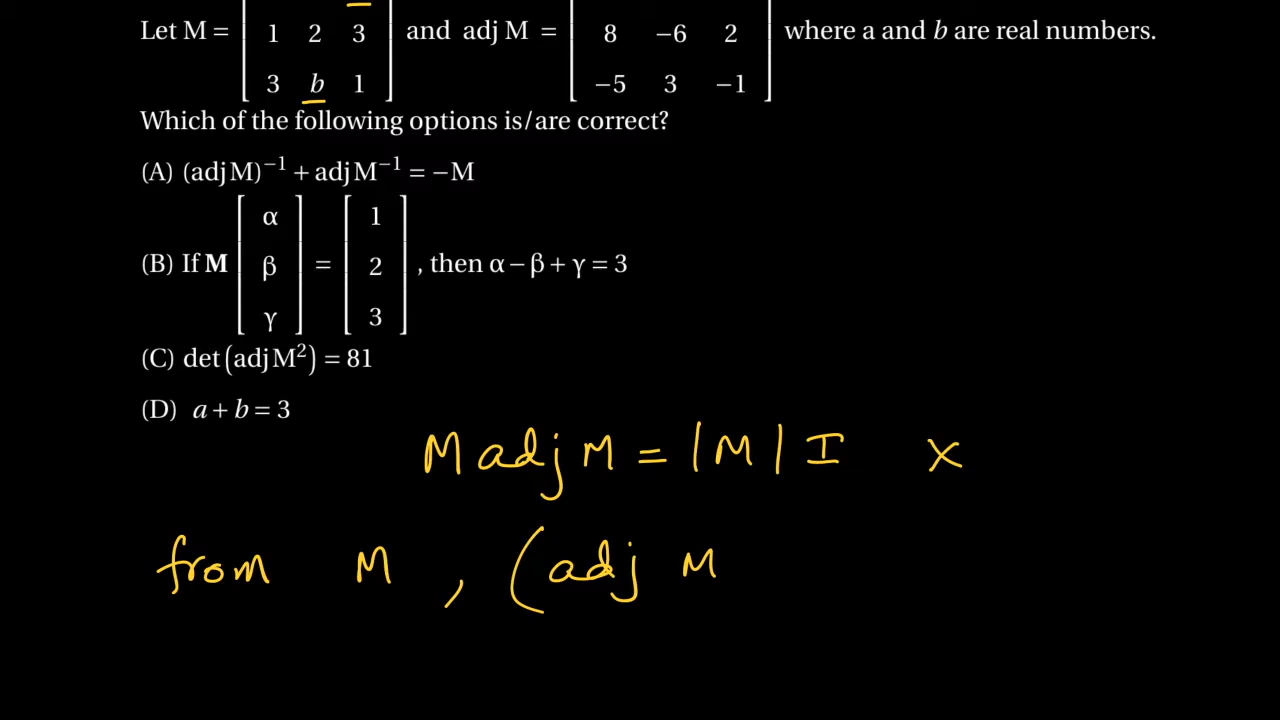 Let M = [ 1 2 3 ] and adj M = [ 8 −6 2 ] where a and b are real numbers.
3 b 1 −5 3 −1
Which of the following options is/are correct?
(A) (adj M)⁻¹ + adj M⁻¹ = −M
(B) If M [ α β γ ] = [ 1 2 3 ] , then α − β + γ = 3
(C) det (adj M²) = 81
(D) a + b = 3
M adj M = |M| I x
from M , (adj M